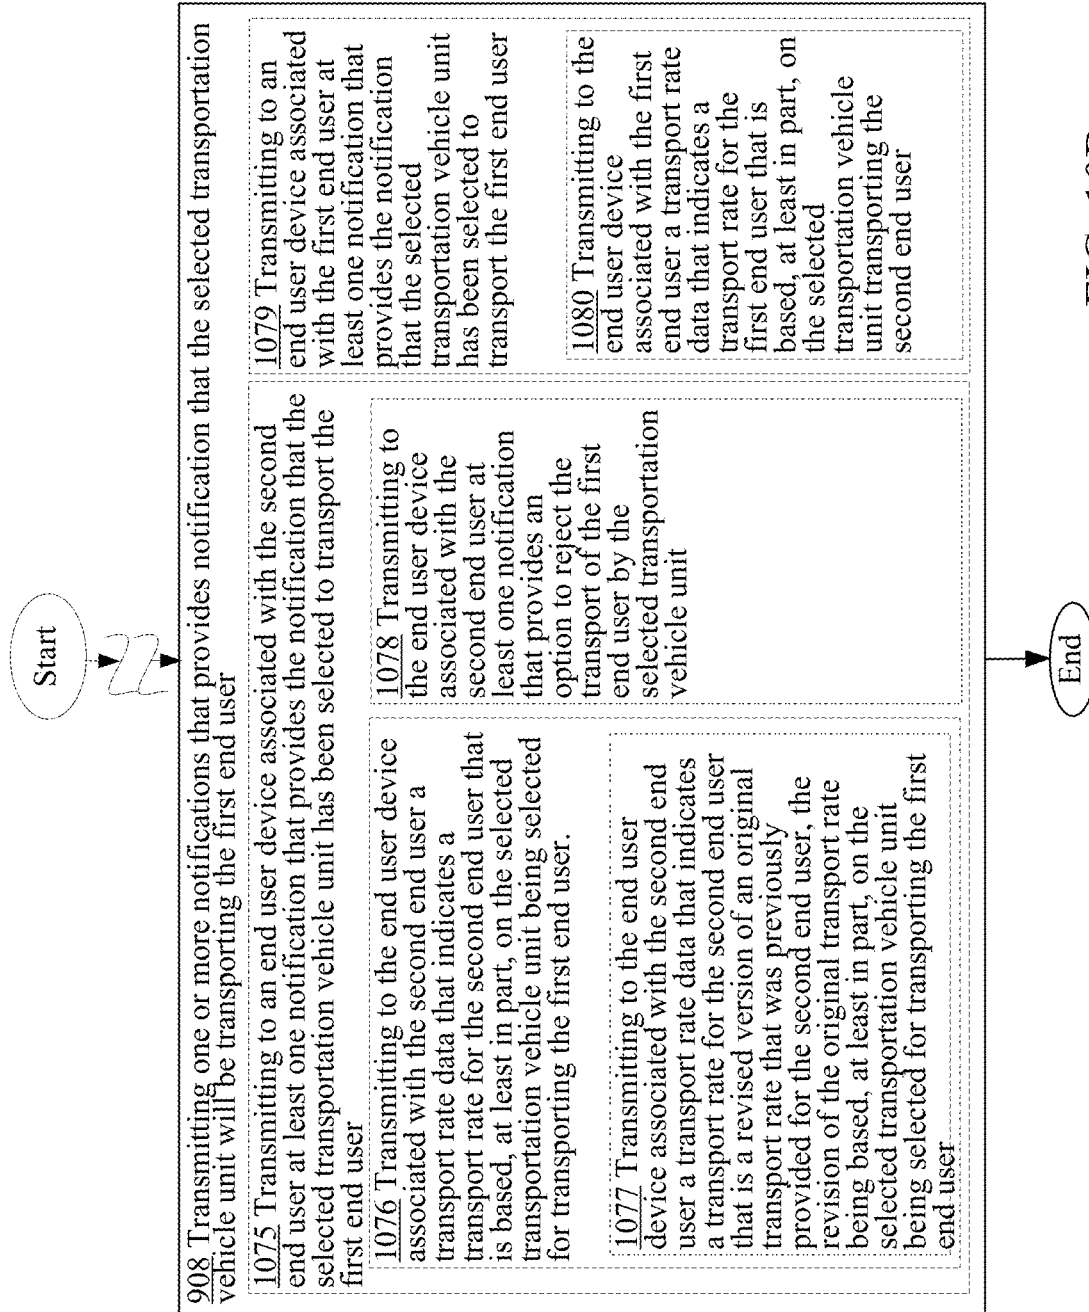 Start
908 Transmitting one or more notifications that provides notification that the selected transportation
vehicle unit will be transporting the first end user
1075 Transmitting to an end user device associated with the second
end user at least one notification that provides the notification that the
selected transportation vehicle unit has been selected to transport the
first end user
1076 Transmitting to the end user device
associated with the second end user a
transport rate data that indicates a
transport rate for the second end user that
is based, at least in part, on the selected
transportation vehicle unit being selected
for transporting the first end user.
1077 Transmitting to the end user
device associated with the second end
user a transport rate data that indicates
a transport rate for the second end user
that is a revised version of an original
transport rate that was previously
provided for the second end user, the
revision of the original transport rate
being based, at least in part, on the
selected transportation vehicle unit
being selected for transporting the first
end user
1078 Transmitting to
the end user device
associated with the
second end user at
least one notification
that provides an
option to reject the
transport of the first
end user by the
selected transportation
vehicle unit
1079 Transmitting to an
end user device associated
with the first end user at
least one notification that
provides the notification
that the selected
transportation vehicle unit
has been selected to
transport the first end user
1080 Transmitting to the
end user device
associated with the first
end user a transport rate
data that indicates a
transport rate for the
first end user that is
based, at least in part, on
the selected
transportation vehicle
unit transporting the
second end user
End